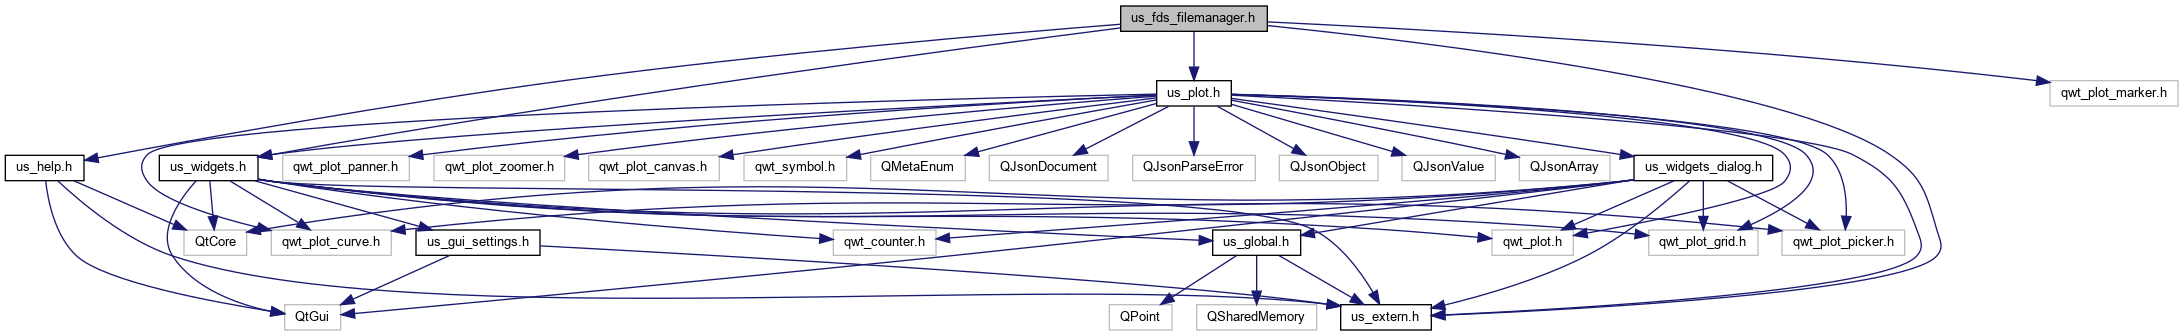 us_fds_filemanager.h
us_plot.h
qwt_plot_marker.h
us_help.h
us_widgets.h
qwt_plot_panner.h
qwt_plot_zoomer.h
qwt_plot_canvas.h
qwt_symbol.h
QMetaEnum
QJsonDocument
QJsonParseError
QJsonObject
QJsonValue
QJsonArray
us_widgets_dialog.h
QtCore
qwt_plot_curve.h
us_gui_settings.h
qwt_counter.h
us_global.h
qwt_plot.h
qwt_plot_grid.h
qwt_plot_picker.h
QtGui
QPoint
QSharedMemory
us_extern.h